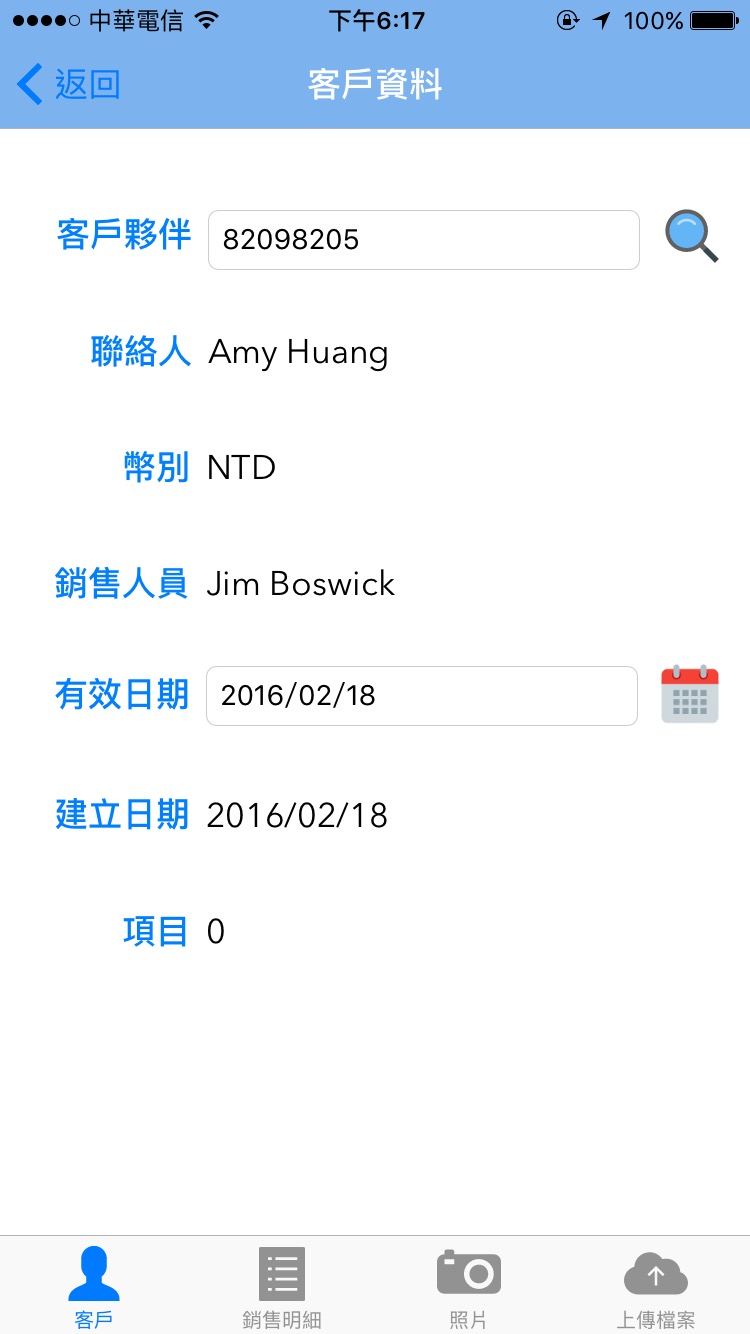 中華電信 下午6:17 100%
返回 客戶資料
客戶夥伴 82098205
聯絡人 Amy Huang
幣別 NTD
銷售人員 Jim Boswick
有效日期 2016/02/18
建立日期 2016/02/18
項目 0
客戶 銷售明細 照片 上傳檔案